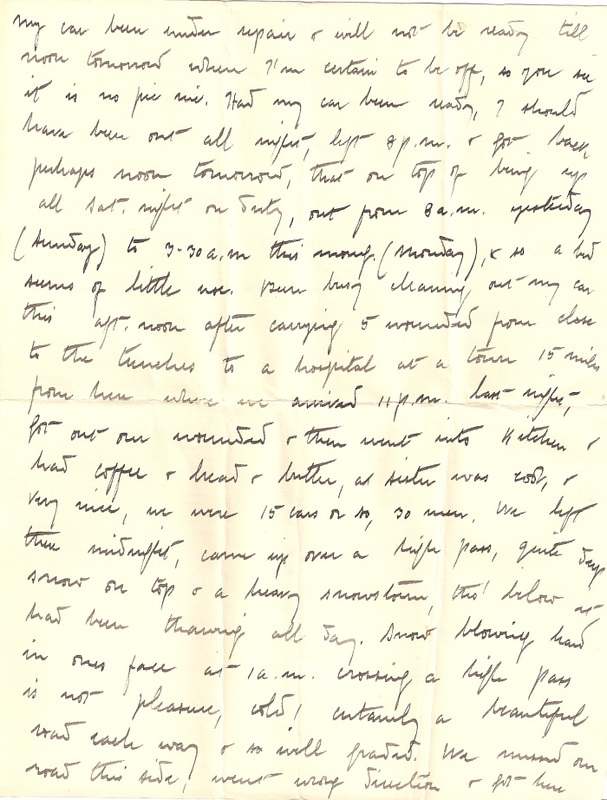 my car been under repair & will not be ready till
noon tomorrow when I'm certain to be off, so you see
it is no pic nic. Had my car been ready, I should
have been out all night, left 8 p.m. & got back,
perhaps noon tomorrow, that on top of being up
all Sat. night on duty, out from 8 a.m. yesterday
(Sunday) to 3-30 a.m this morng. (Monday), & so a bed
seems of little use. Been busy cleaning out my car
this aft. noon after carrying 5 wounded from close
to the trenches to a hospital at a town 15 miles
from here where we arrived 11 p.m. last night,
got out our wounded & then went into kitchen &
had coffee & bread & butter, a sister was cook, &
very nice, we were 15 cars or so, 30 men. We left
there midnight, came up over a high pass, quite deep
snow on top & a heavy snowstorm, tho' below it
had been thawing all day. Snow blowing hard
in ones face at 1 a.m. crossing a high pass
is not pleasure, cold! certainly a beautiful
road each way & so well graded. We missed our
road this side, went wrong direction & got here